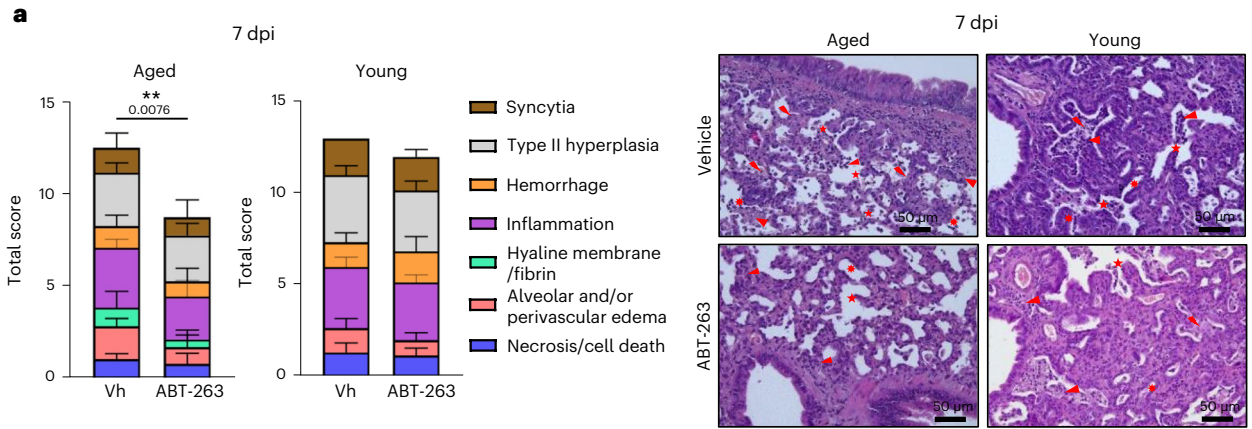 a
7 dpi
Aged
Young
**
0.0076
Total score
15
10
5
0
Vh
ABT-263
Total score
15
10
5
0
Vh
ABT-263
Syncytia
Type II hyperplasia
Hemorrhage
Inflammation
Hyaline membrane
/fibrin
Alveolar and/or
perivascular edema
Necrosis/cell death
7 dpi
Aged
Young
Vehicle
ABT-263
50 µm
50 µm
50 µm
50 µm